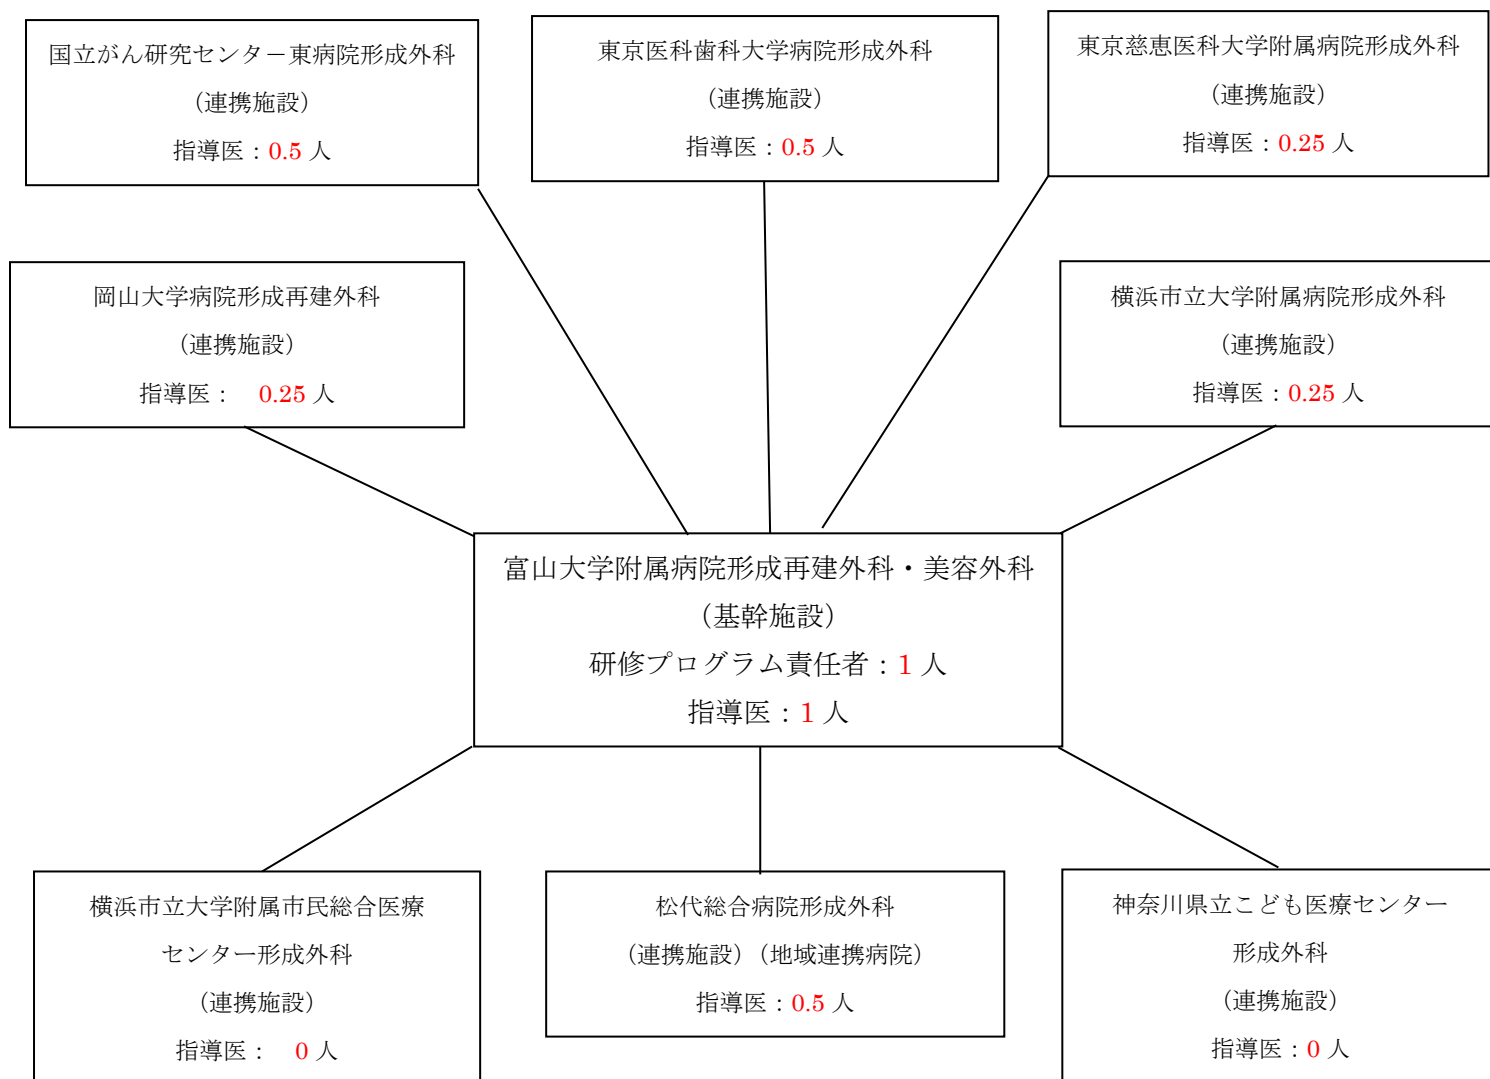 国立がん研究センター東病院形成外科
（連携施設）
指導医：0.5 人
東京医科歯科大学病院形成外科
（連携施設）
指導医：0.5 人
東京慈恵医科大学附属病院形成外科
（連携施設）
指導医：0.25 人
岡山大学病院形成再建外科
（連携施設）
指導医：　0.25 人
横浜市立大学附属病院形成外科
（連携施設）
指導医：0.25 人
富山大学附属病院形成再建外科・美容外科
（基幹施設）
研修プログラム責任者：1 人
指導医：1 人
横浜市立大学附属市民総合医療
センター形成外科
（連携施設）
指導医：　0 人
松代総合病院形成外科
（連携施設）（地域連携病院）
指導医：0.5 人
神奈川県立こども医療センター
形成外科
（連携施設）
指導医：0 人